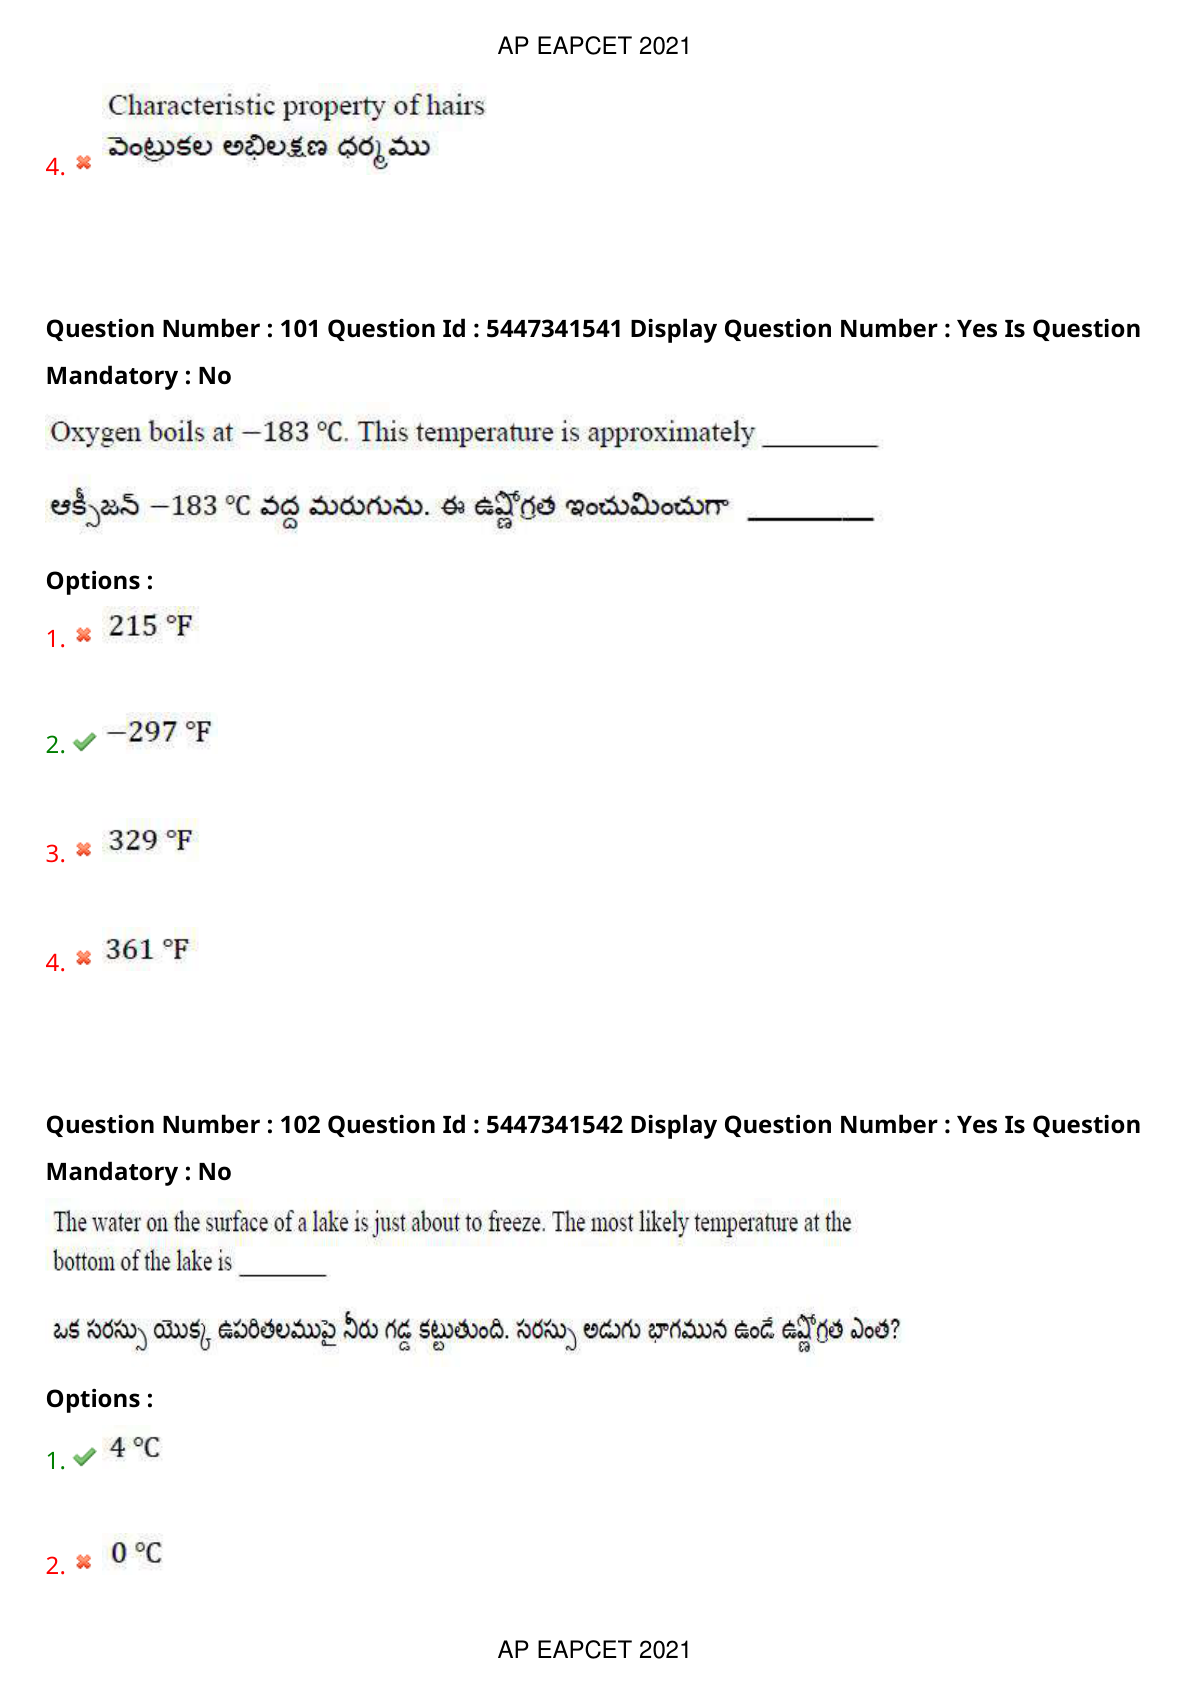 AP EAPCET 2021
Characteristic property of hairs
వెంట్రుకల అభిలక్షణ ధర్మము
4.
Question Number : 101 Question Id : 5447341541 Display Question Number : Yes Is Question
Mandatory : No
Oxygen boils at −183 °C. This temperature is approximately ________
ఆక్సీజన్ −183 °C వద్ద మరుగును. ఈ ఉష్ణోగ్రత ఇంచుమించుగా ________
Options :
1. 215 °F
2. −297 °F
3. 329 °F
4. 361 °F
Question Number : 102 Question Id : 5447341542 Display Question Number : Yes Is Question
Mandatory : No
The water on the surface of a lake is just about to freeze. The most likely temperature at the
bottom of the lake is _______
ఒక సరస్సు యొక్క ఉపరితలముపై నీరు గడ్డ కట్టుతుంది. సరస్సు అడుగు భాగమున ఉండే ఉష్ణోగ్రత ఎంత?
Options :
1. 4 °C
2. 0 °C
AP EAPCET 2021